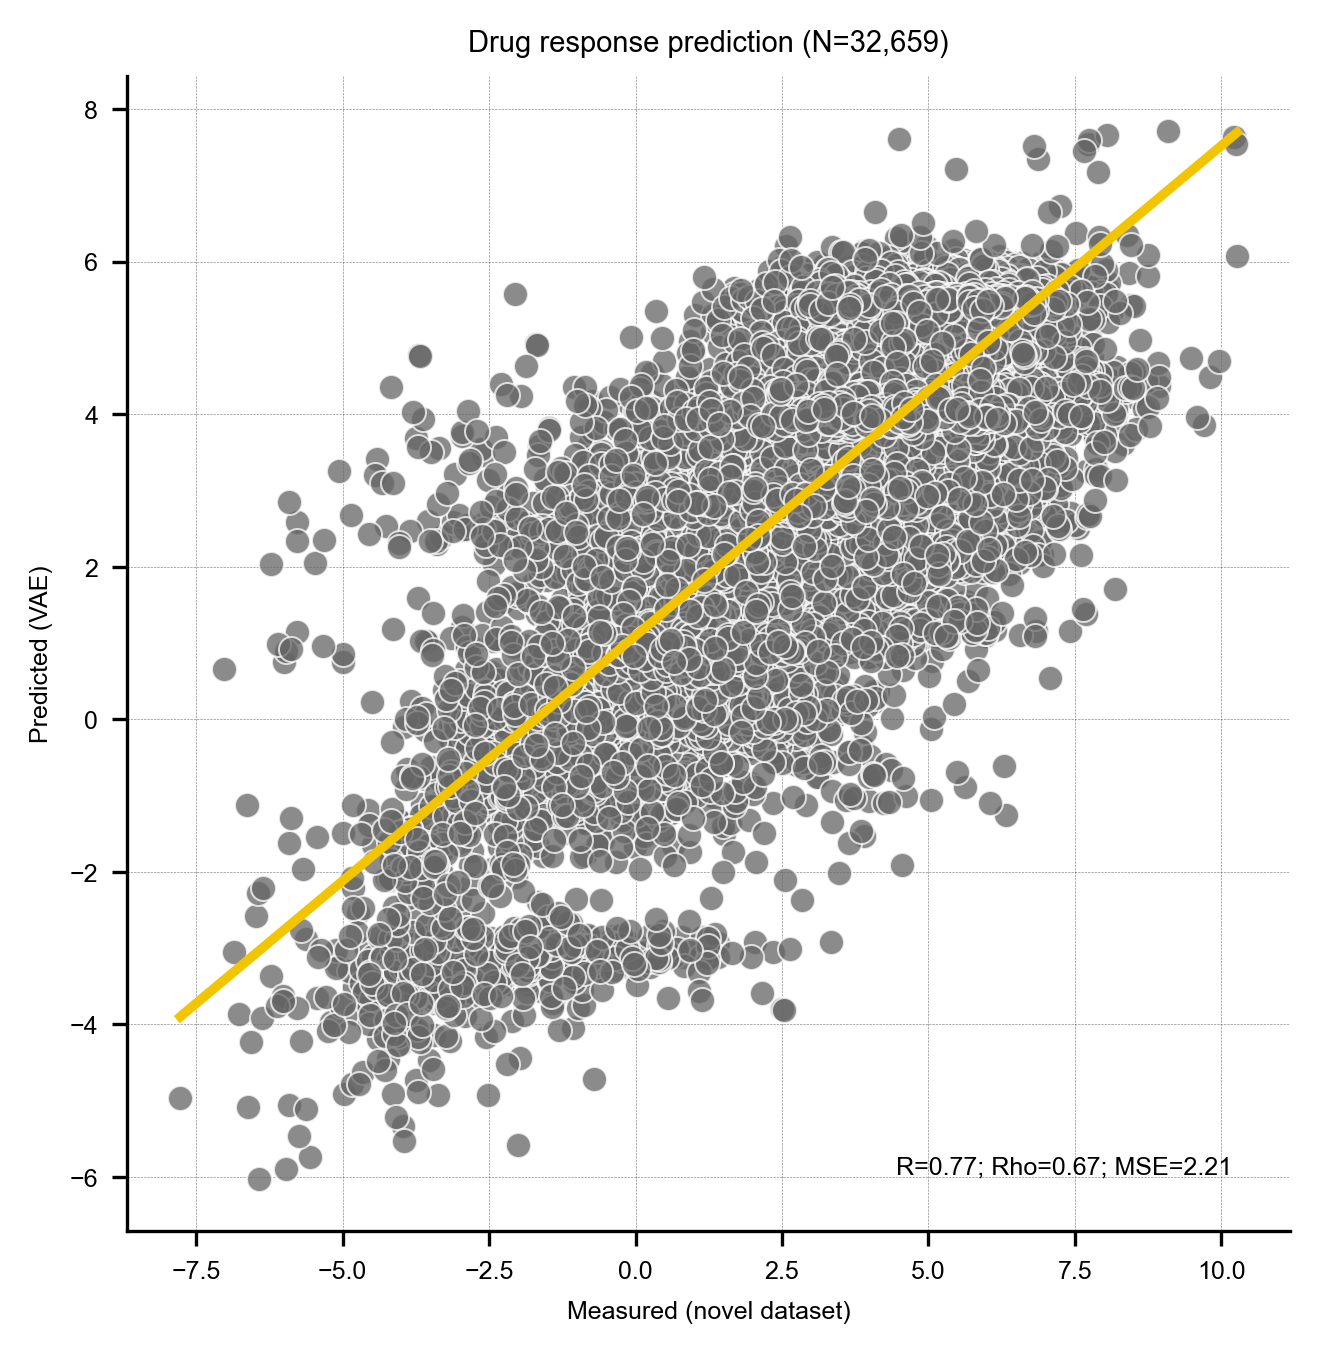 Drug response prediction (N=32,659)
8
6
4
2
0
−2
−4
−6
Predicted (VAE)
R=0.77; Rho=0.67; MSE=2.21
−7.5 −5.0 −2.5 0.0 2.5 5.0 7.5 10.0
Measured (novel dataset)